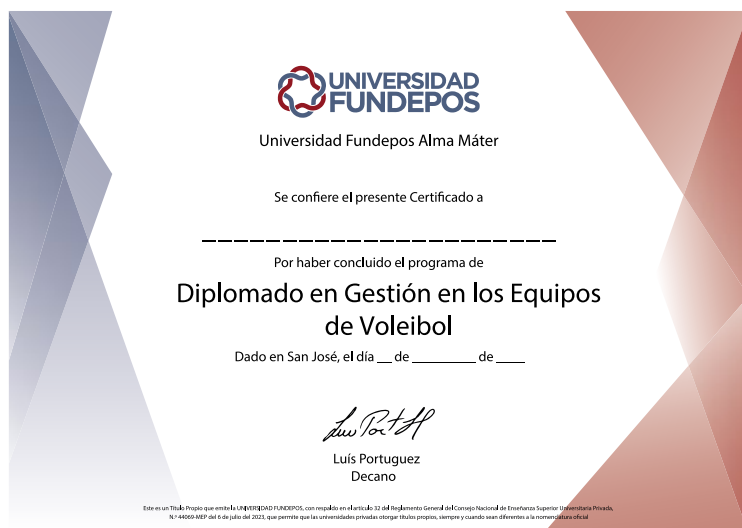 UNIVERSIDAD
FUNDEPOS
Universidad Fundepos Alma Máter
Se confiere el presente Certificado a
______________________
Por haber concluido el programa de
Diplomado en Gestión en los Equipos
de Voleibol
Dado en San José, el día __ de _________ de ____
Luís Portuguez
Decano
Este es un Título Propio que emite la UNIVERSIDAD FUNDEPOS, con respaldo en el artículo 32 del Reglamento General del Consejo Nacional de Enseñanza Superior Universitaria Privada,
N.º 44069-MEP del 6 de julio del 2023, que permite que las universidades privadas otorgar títulos propios, siempre y cuando sean diferentes a la nomenclatura oficial